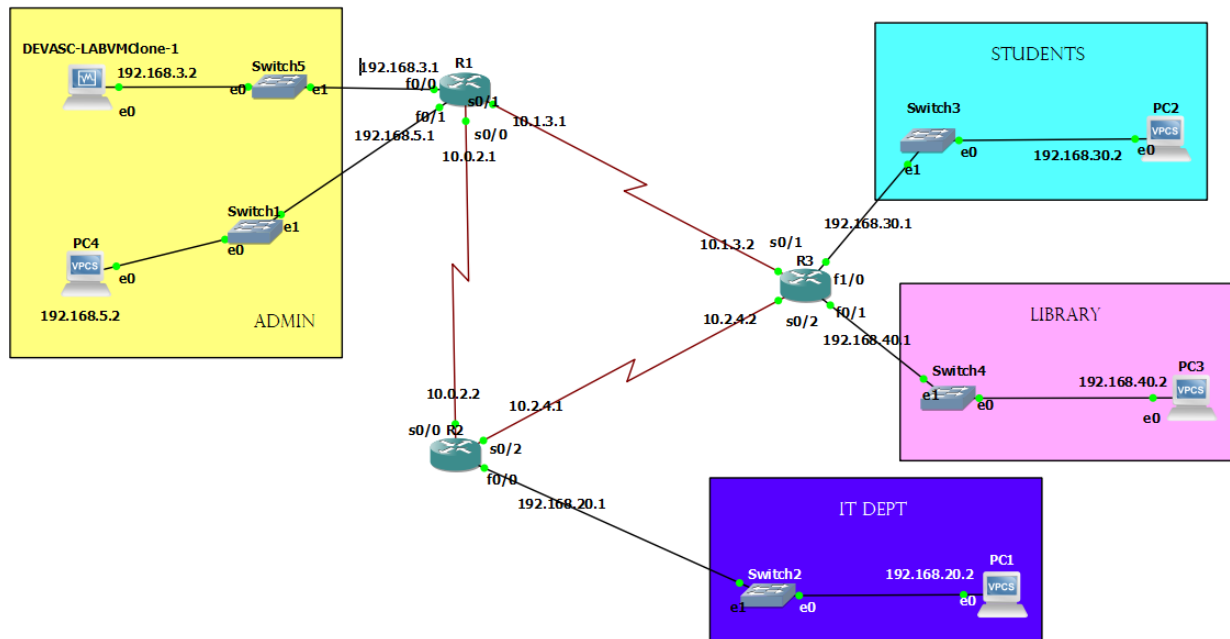 DEVASC-LABVMClone-1
192.168.3.2
Switch5
e0
e0
e1
192.168.3.1
f0/0
R1
s0/1
f0/1
192.168.5.1
s0/0
10.1.3.1
10.0.2.1
Switch1
e1
e0
PC4
VPCS
e0
192.168.5.2
ADMIN
STUDENTS
Switch3
e0
e1
192.168.30.2
PC2
e0
VPCS
192.168.30.1
10.1.3.2
s0/1
R3
f1/0
f0/1
s0/2
10.2.4.2
192.168.40.1
LIBRARY
Switch4
e1
e0
192.168.40.2
PC3
VPCS
e0
10.0.2.2
10.2.4.1
s0/0
R2
s0/2
f0/0
192.168.20.1
IT DEPT
Switch2
e1
e0
192.168.20.2
PC1
e0
VPCS